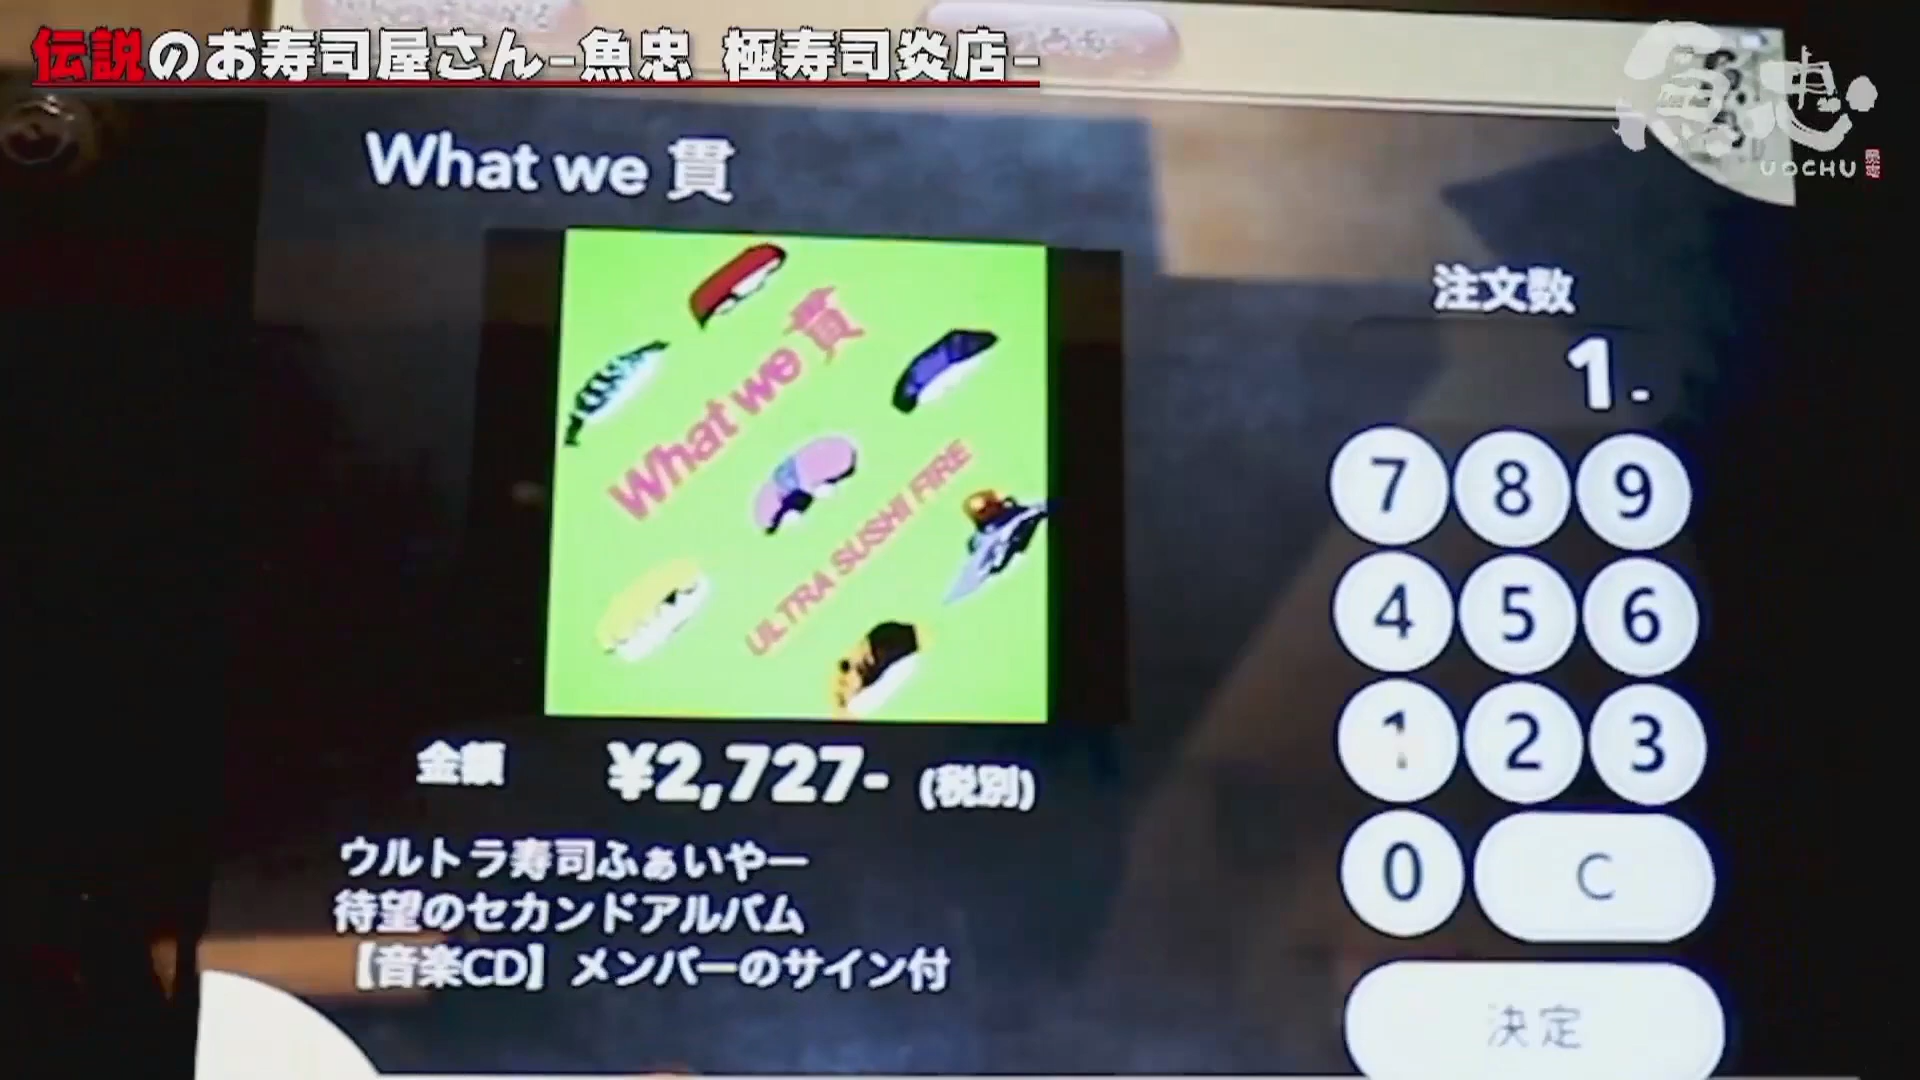 伝説のお寿司屋さん-魚忠 極寿司炎店-
魚忠
UOCHU
What we 貫
What we 貫
ULTRA SUSHI FIRE
注文数
1-
7 8 9
4 5 6
1 2 3
0 C
決定
金額 ¥2,727- (税別)
ウルトラ寿司ふぁいやー
待望のセカンドアルバム
【音楽CD】メンバーのサイン付